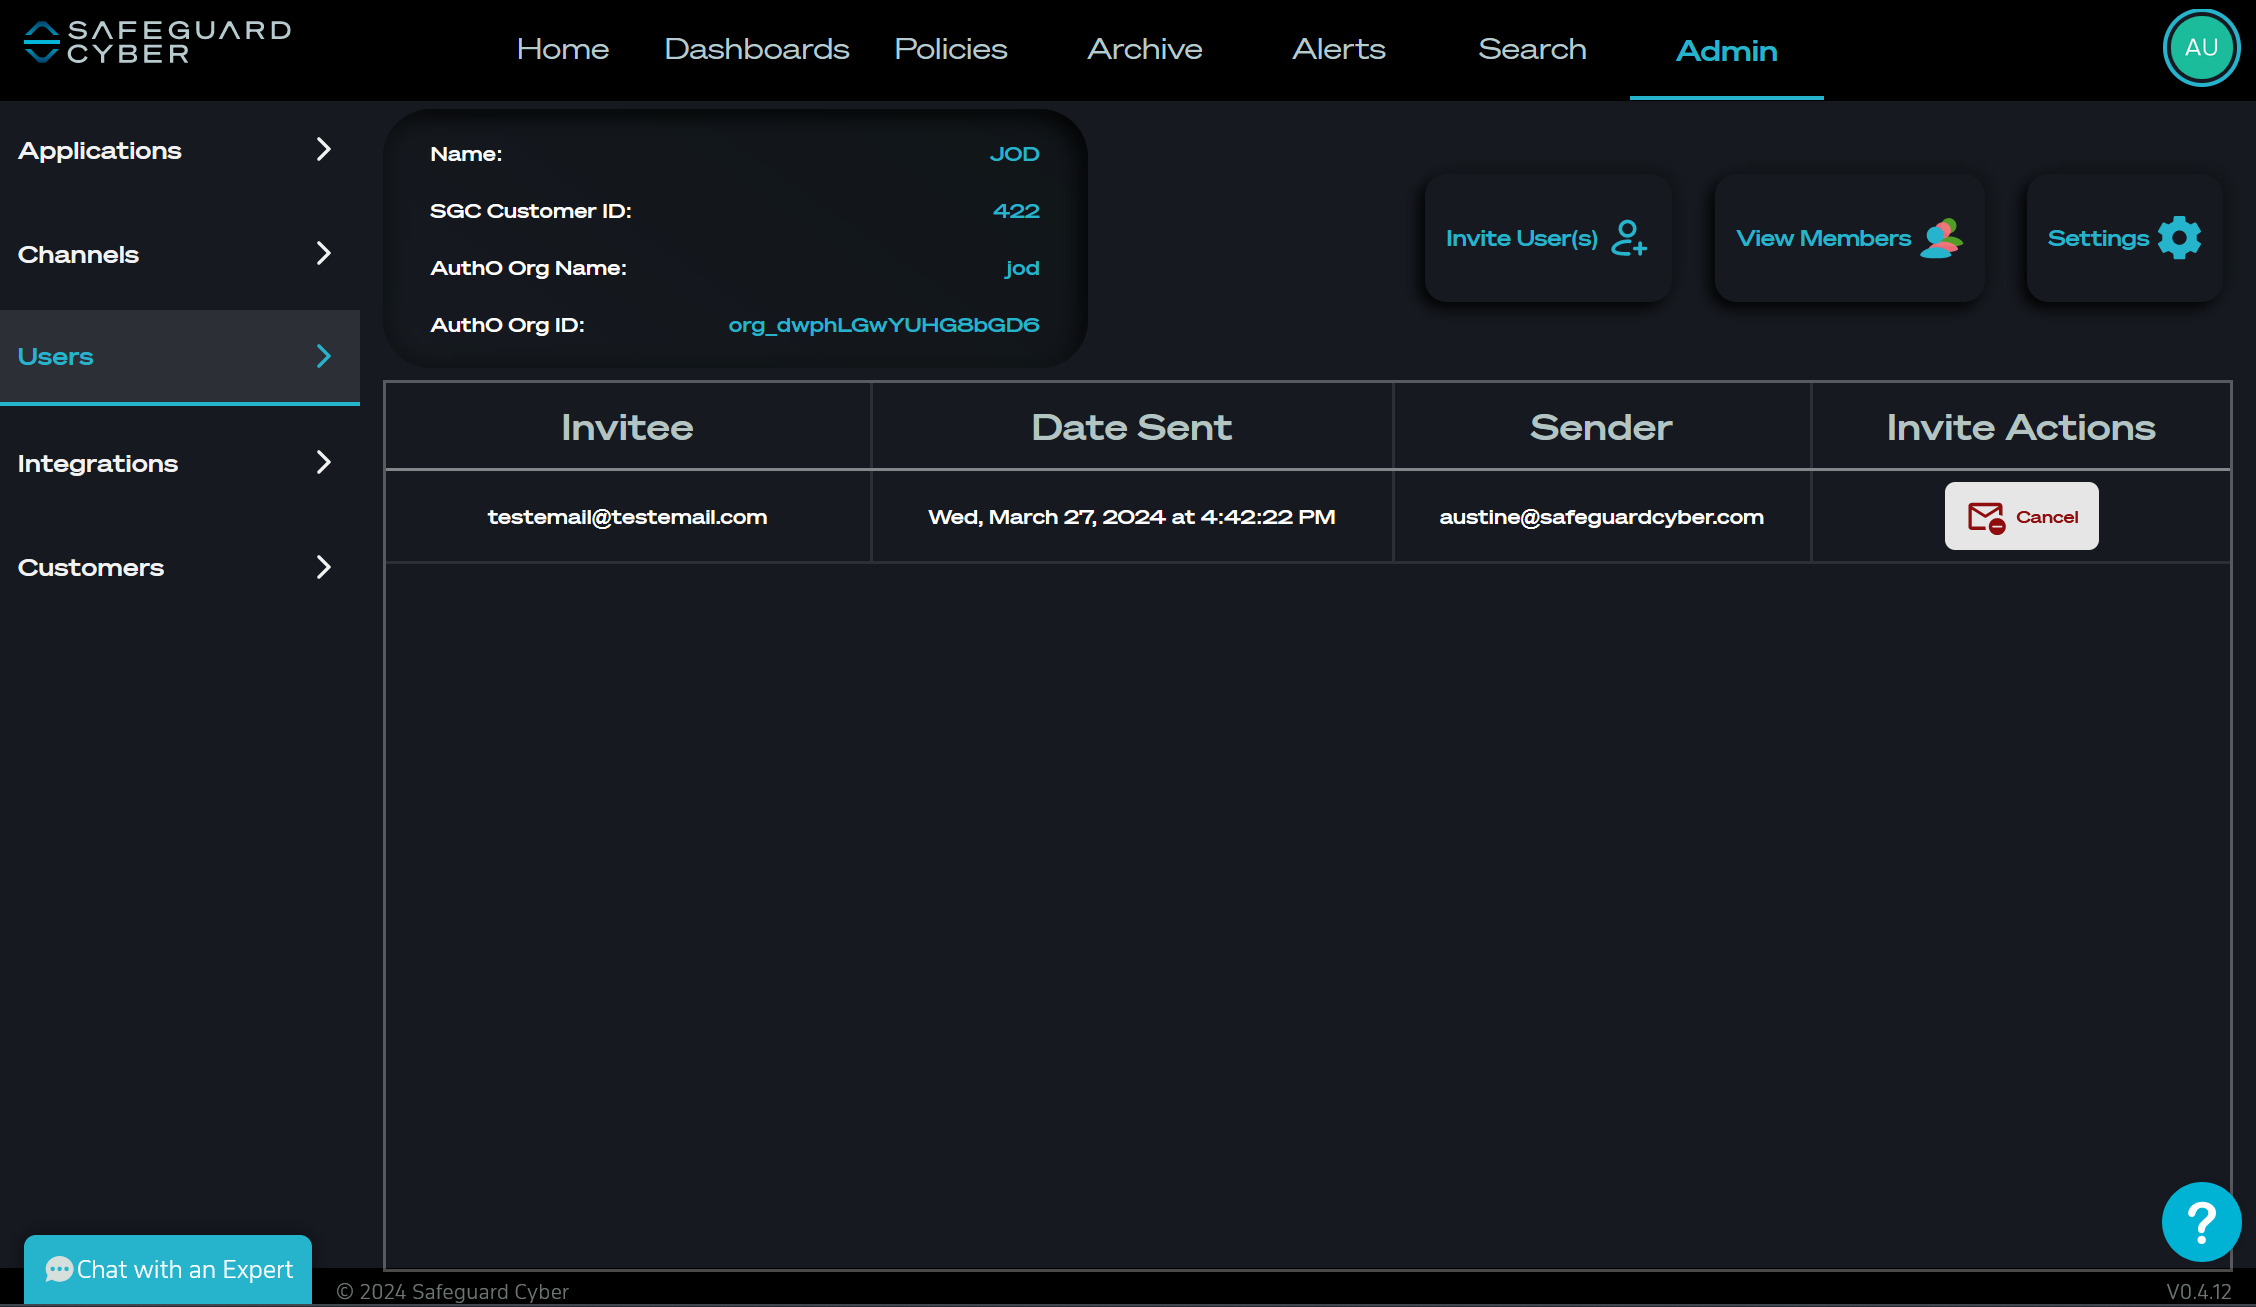 SAFEGUARD
CYBER
Home Dashboards Policies Archive Alerts Search Admin
AU
Applications
Channels
Users
Integrations
Customers
Name: JOD
SGC Customer ID: 422
Auth0 Org Name: jod
Auth0 Org ID: org_dwphLGwYUHG8bGD6
Invite User(s)
View Members
Settings
Invitee Date Sent Sender Invite Actions
testemail@testemail.com Wed, March 27, 2024 at 4:42:22 PM austine@safeguardcyber.com Cancel
?
Chat with an Expert
© 2024 Safeguard Cyber
V0.4.12